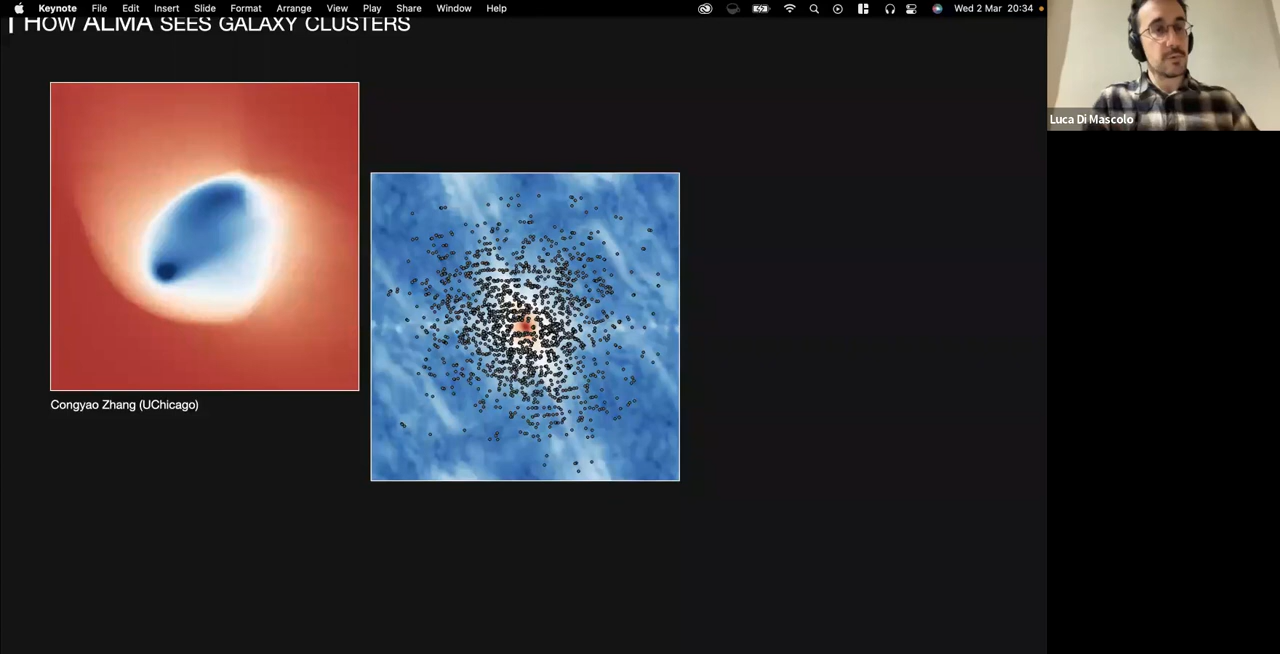 Keynote File Edit Insert Slide Format Arrange View Play Share Window Help Wed 2 Mar 20:34
HOW ALMA SEES GALAXY CLUSTERS
Luca Di Mascolo
Congyao Zhang (UChicago)